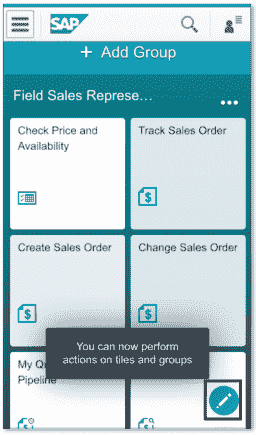 SAP
+ Add Group
Field Sales Represe...
Check Price and
Availability
Track Sales Order
Create Sales Order
Change Sales Order
You can now perform
actions on tiles and groups
My Qu
Pipeline